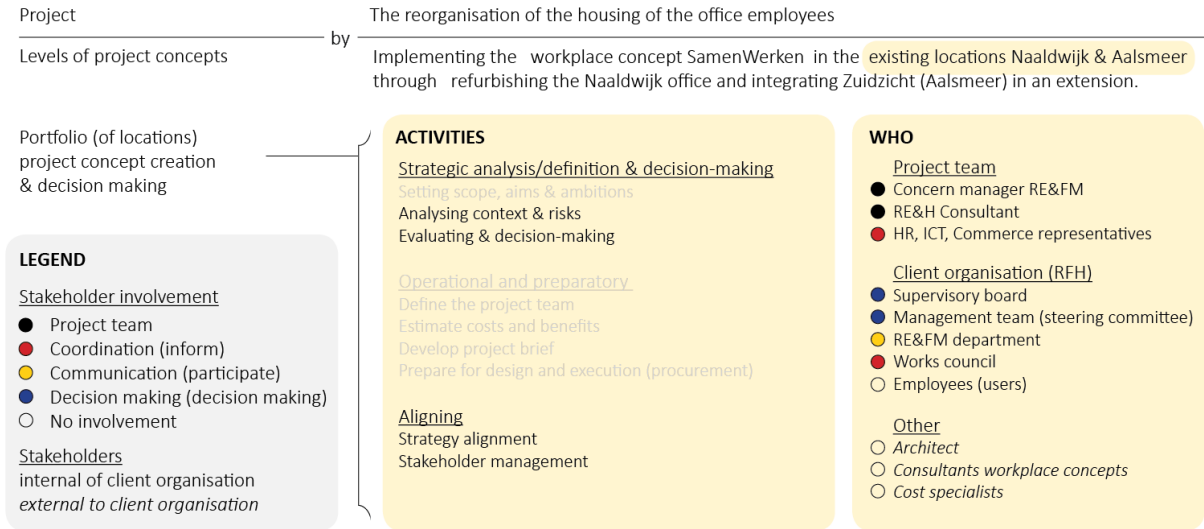 Project
The reorganisation of the housing of the office employees
by
Levels of project concepts
Implementing the workplace concept SamenWerken in the existing locations Naaldwijk & Aalsmeer
through refurbishing the Naaldwijk office and integrating Zuidzicht (Aalsmeer) in an extension.
Portfolio (of locations)
project concept creation
& decision making
LEGEND
Stakeholder involvement
Project team
Coordination (inform)
Communication (participate)
Decision making (decision making)
No involvement
Stakeholders
internal of client organisation
external to client organisation
ACTIVITIES
Strategic analysis/definition & decision-making
Setting scope, aims & ambitions
Analysing context & risks
Evaluating & decision-making
Operational and preparatory
Define the project team
Estimate costs and benefits
Develop project brief
Prepare for design and execution (procurement)
Aligning
Strategy alignment
Stakeholder management
WHO
Project team
Concern manager RE&FM
RE&H Consultant
HR, ICT, Commerce representatives
Client organisation (RFH)
Supervisory board
Management team (steering committee)
RE&FM department
Works council
Employees (users)
Other
Architect
Consultants workplace concepts
Cost specialists